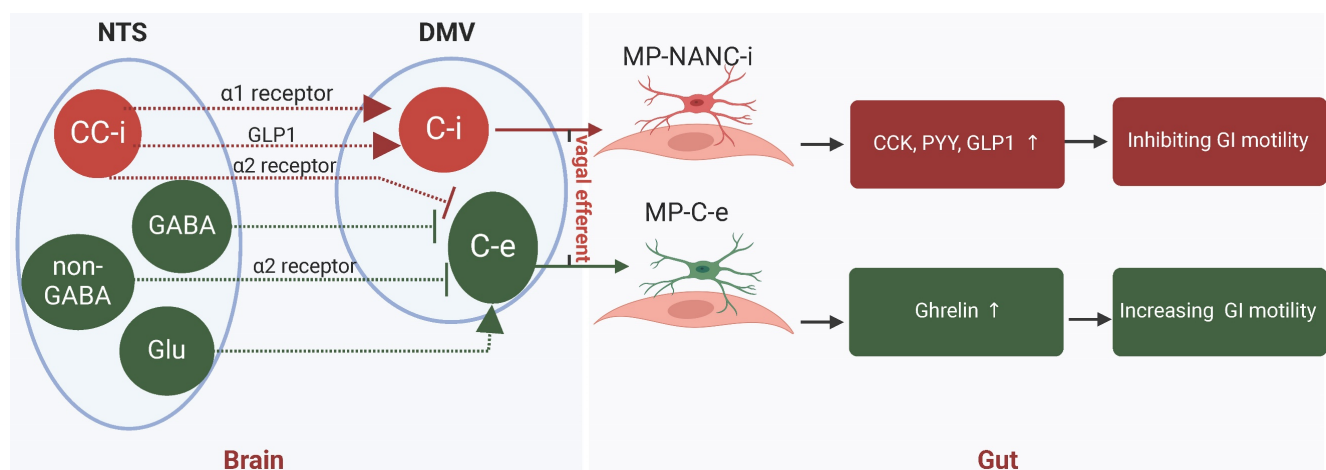 NTS
DMV
CC-i
α1 receptor
GLP1
α2 receptor
GABA
non-
GABA
α2 receptor
Glu
C-i
C-e
vagal efferent
MP-NANC-i
CCK, PYY, GLP1 ↑
Inhibiting GI motility
MP-C-e
Ghrelin ↑
Increasing GI motility
Brain
Gut